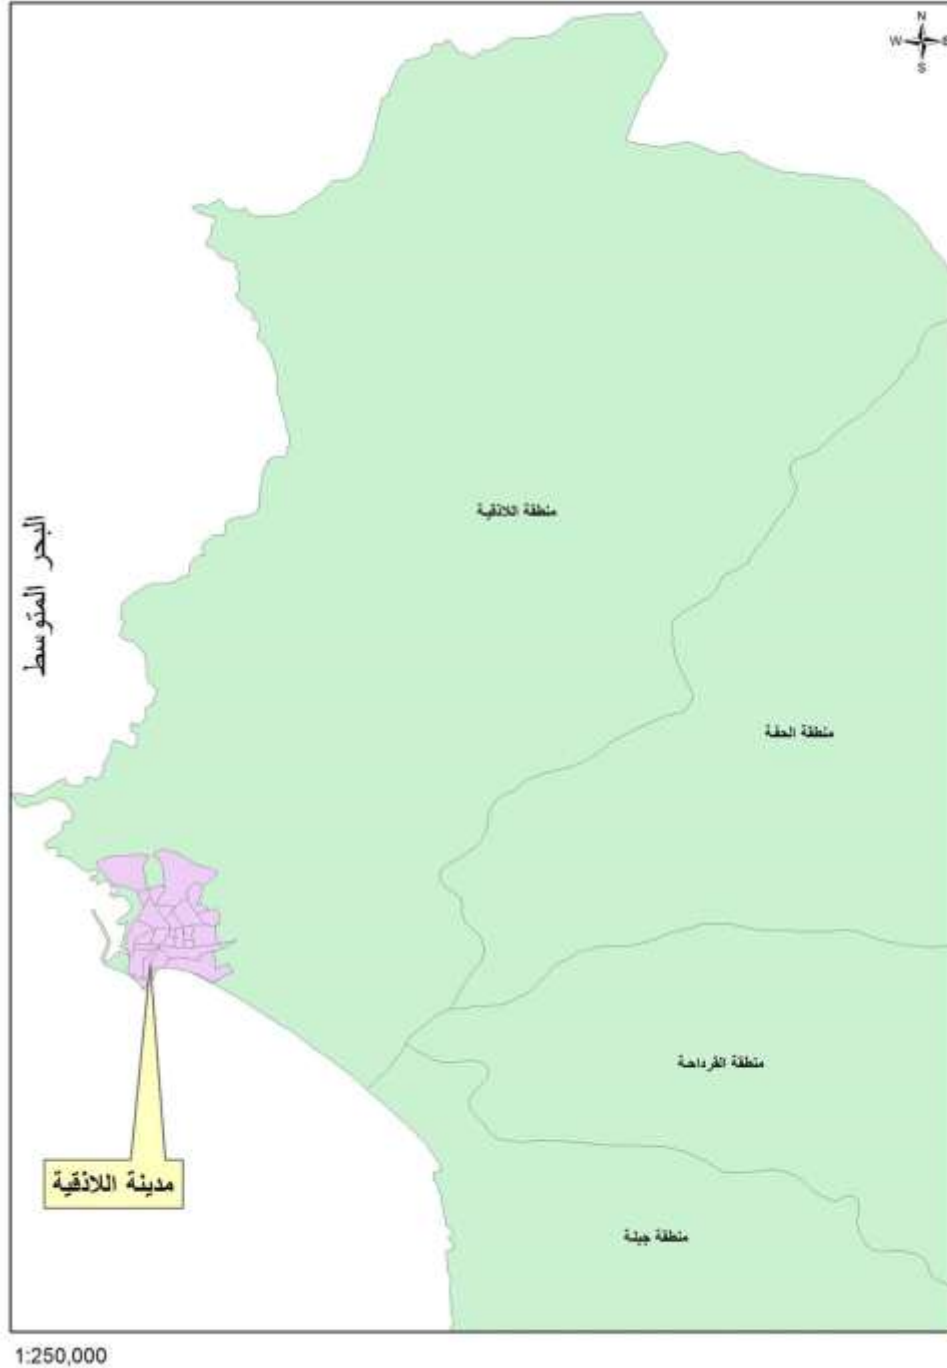 N
W E
S
منطقة اللاذقية
البحر المتوسط
منطقة الحفة
منطقة القرداحة
مدينة اللاذقية
منطقة جبلة
1:250,000